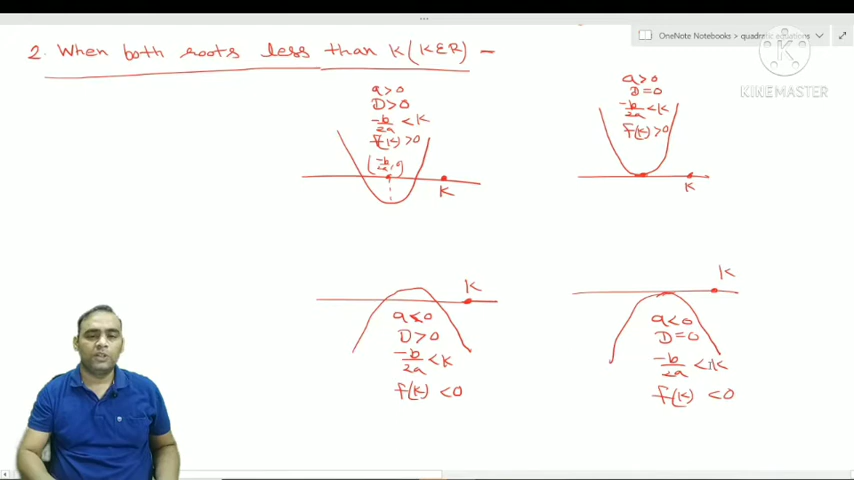 OneNote Notebooks > quadratic equations
K
KINEMASTER
2. When both roots less than K (K∈R) -
a>0
D>0
-b/2a <K
f(K) >0
(-b/2a, 0)
K
a>0
D=0
-b/2a <K
f(K) >0
K
K
a<0
D>0
-b/2a <K
f(K) <0
K
a<0
D=0
-b/2a <K
f(K) <0